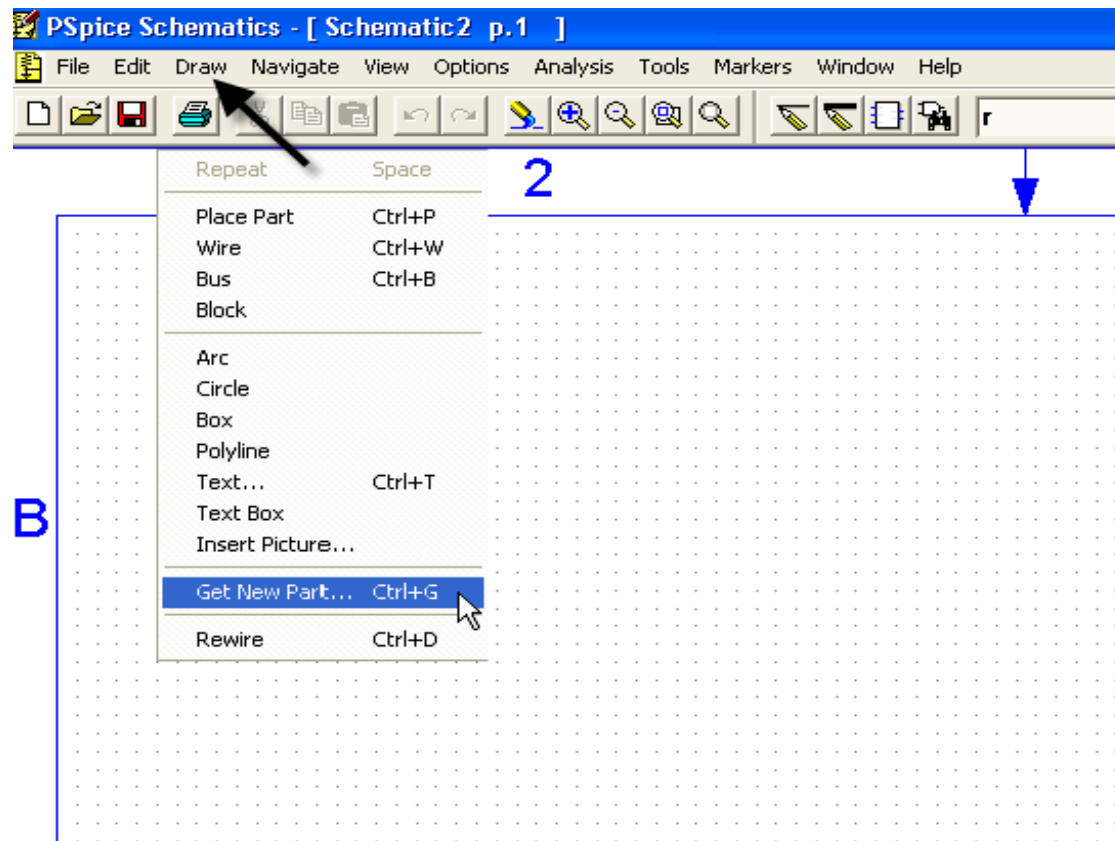 PSpice Schematics - [ Schematic2 p.1 ]
File Edit Draw Navigate View Options Analysis Tools Markers Window Help
r
Repeat Space
2
Place Part Ctrl+P
Wire Ctrl+W
Bus Ctrl+B
Block
Arc
Circle
Box
Polyline
Text... Ctrl+T
Text Box
B
Insert Picture...
Get New Part... Ctrl+G
Rewire Ctrl+D